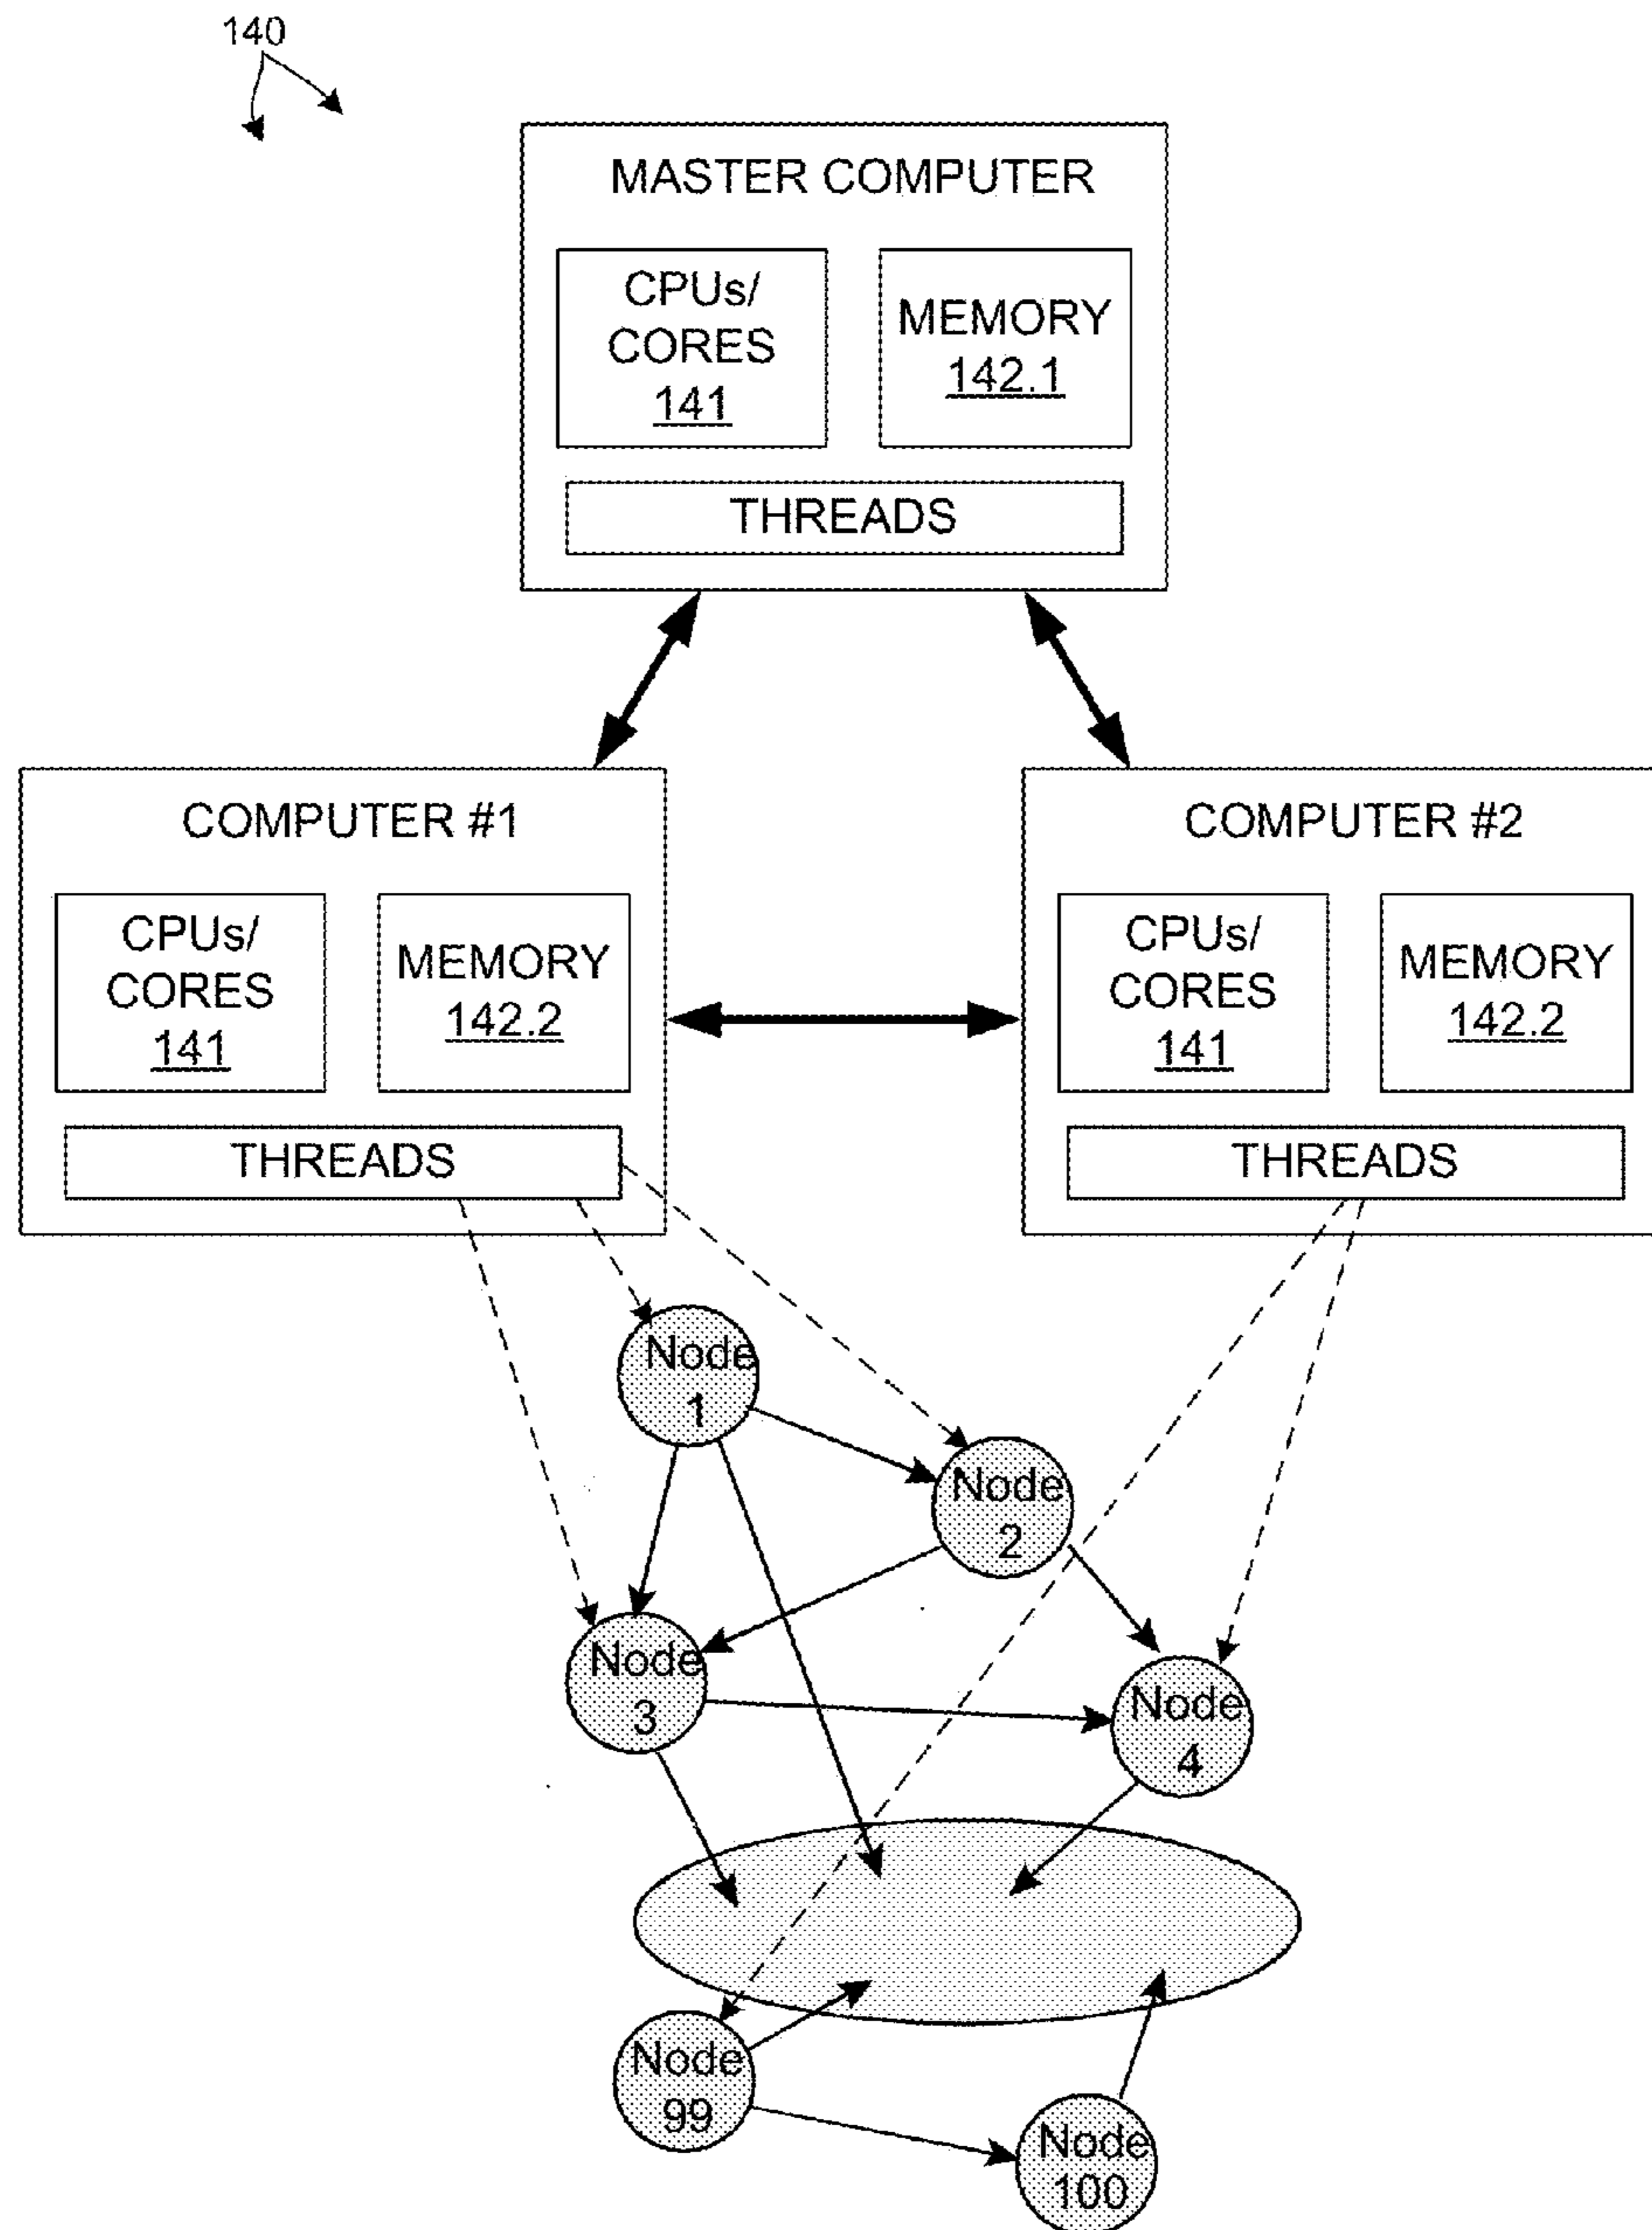 140
MASTER COMPUTER
CPUs/
CORES
141
MEMORY
142.1
THREADS
COMPUTER #1
CPUs/
CORES
141
MEMORY
142.2
THREADS
COMPUTER #2
CPUs/
CORES
141
MEMORY
142.2
THREADS
Node
1
Node
2
Node
3
Node
4
Node
99
Node
100